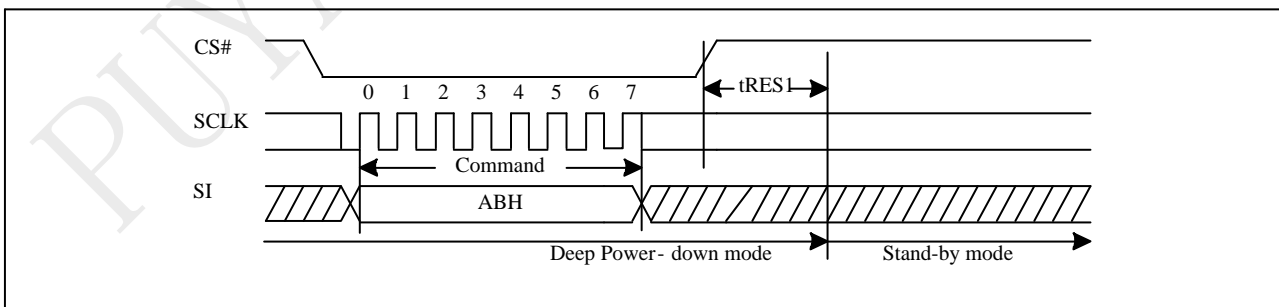 PUYA
CS#
tRES1
0 1 2 3 4 5 6 7
SCLK
Command
SI
ABH
Deep Power- down mode
Stand-by mode